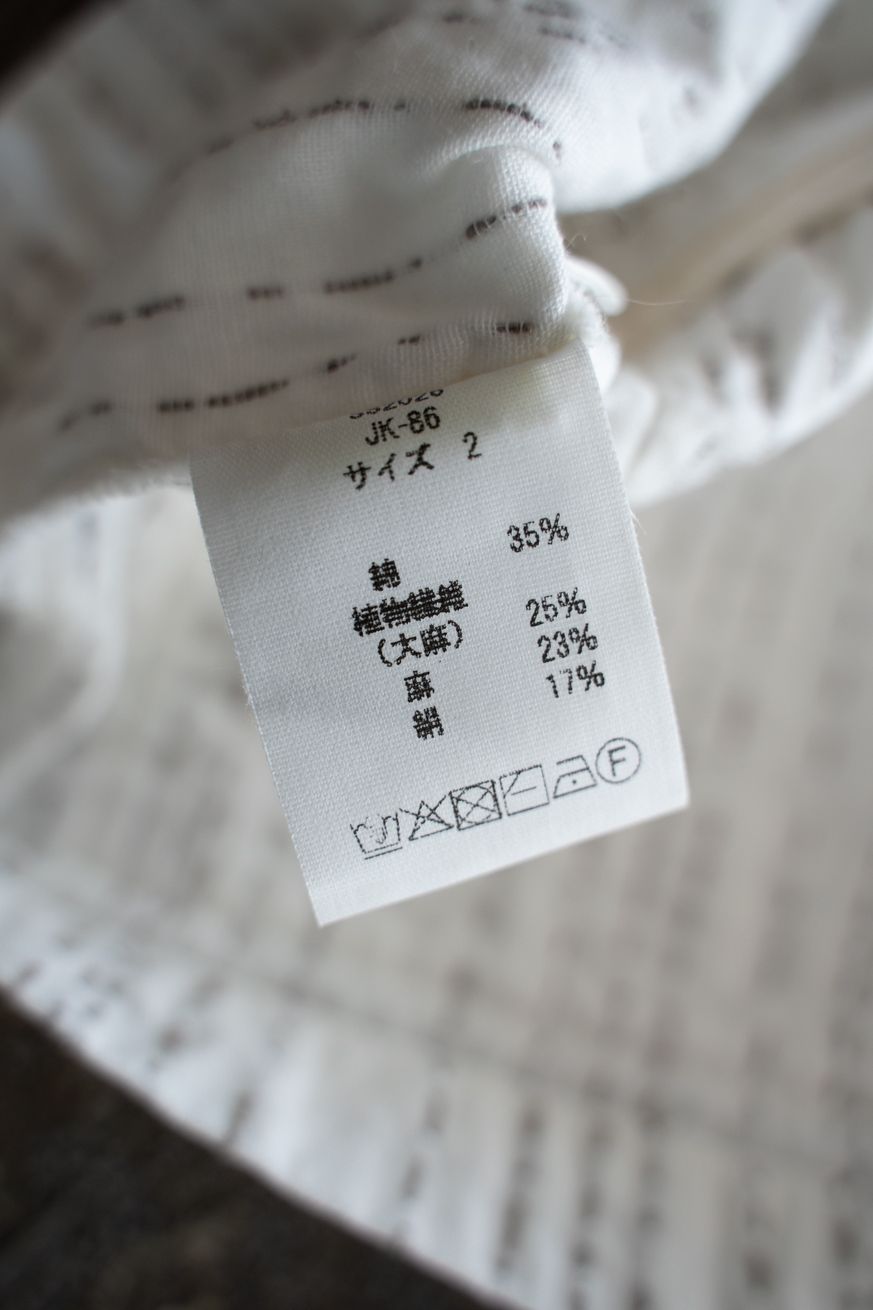 JK-86
サイズ 2
綿 35%
植物繊維
(大麻) 25%
麻 23%
絹 17%
F